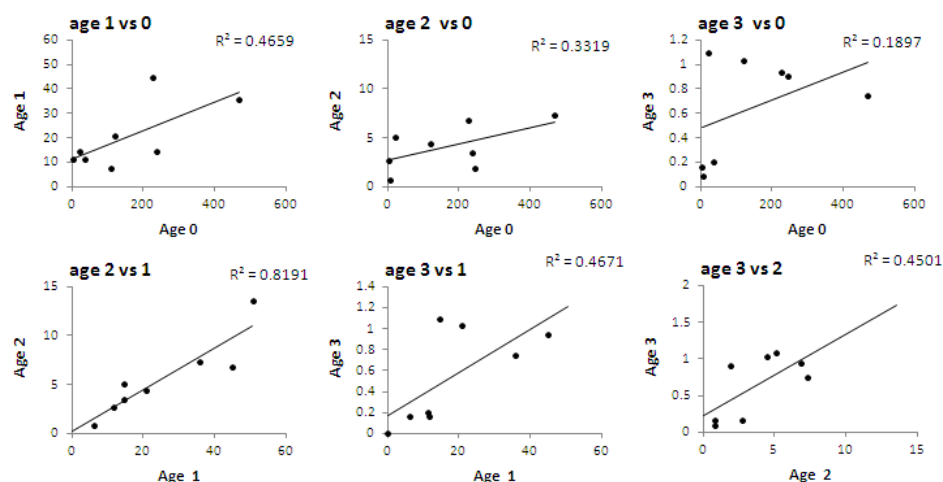 age 1 vs 0
R² = 0.4659
60
50
40
30
20
10
0
Age 1
0
200
400
600
Age 0
age 2 vs 0
R² = 0.3319
15
10
5
0
Age 2
0
200
400
600
Age 0
age 3 vs 0
R² = 0.1897
1.2
1
0.8
0.6
0.4
0.2
0
Age 3
0
200
400
600
Age 0
age 2 vs 1
R² = 0.8191
15
10
5
0
Age 2
0
20
40
60
Age 1
age 3 vs 1
R² = 0.4671
1.4
1.2
1
0.8
0.6
0.4
0.2
0
Age 3
0
20
40
60
Age 1
age 3 vs 2
R² = 0.4501
2
1.5
1
0.5
0
Age 3
0
5
10
15
Age 2